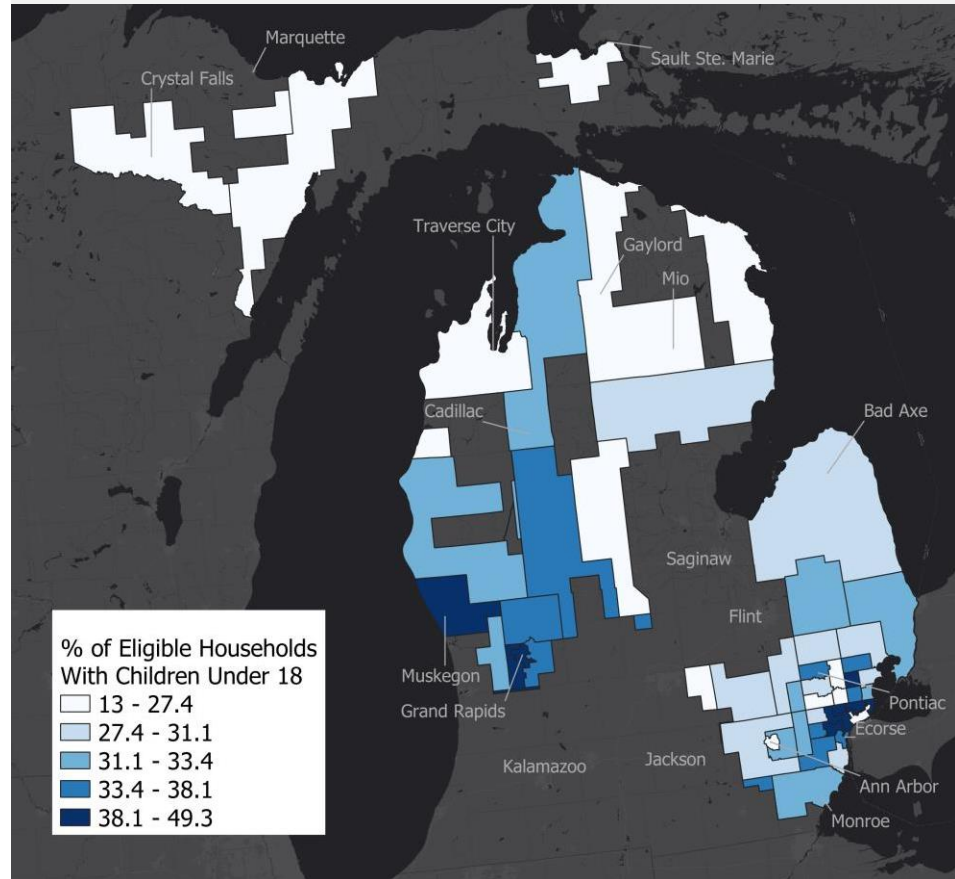 Marquette
Crystal Falls
Sault Ste. Marie
Traverse City
Gaylord
Mio
Cadillac
Bad Axe
Saginaw
Flint
% of Eligible Households
With Children Under 18
13 - 27.4
27.4 - 31.1
31.1 - 33.4
33.4 - 38.1
38.1 - 49.3
Muskegon
Grand Rapids
Pontiac
Ecorse
Kalamazoo
Jackson
Ann Arbor
Monroe